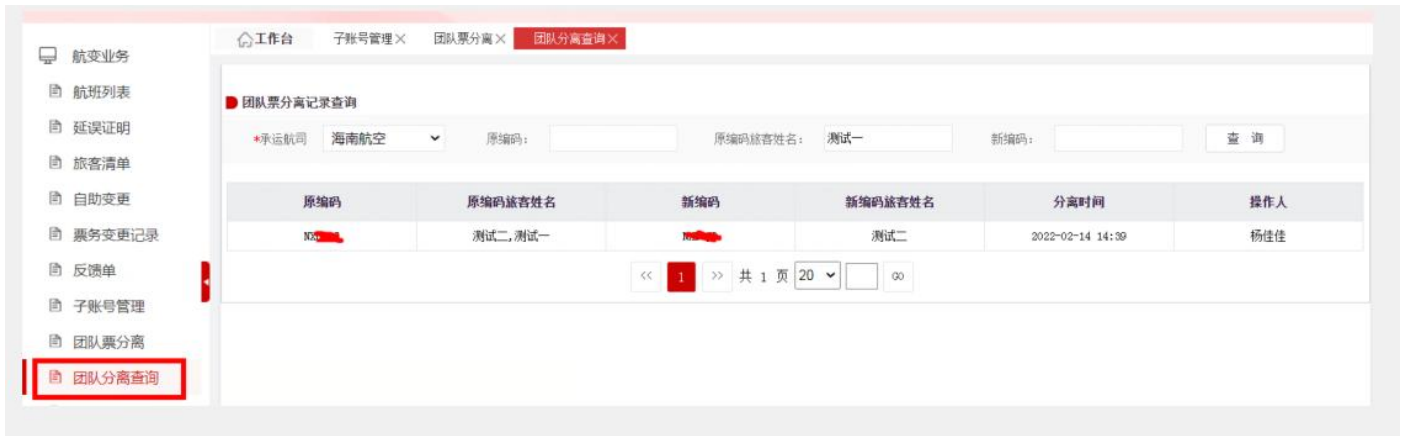 工作台 子账号管理× 团队票分离× 团队分离查询×
航变业务
航班列表
延误证明
旅客清单
自助变更
票务变更记录
反馈单
子账号管理
团队票分离
团队分离查询
团队票分离记录查询
*承运航司 海南航空 原编码: 原编码旅客姓名: 测试一 新编码: 查 询
原编码 原编码旅客姓名 新编码 新编码旅客姓名 分离时间 操作人
测试二,测试一 测试二 2022-02-14 14:39 杨佳佳
<< 1 >> 共 1 页 20 GO